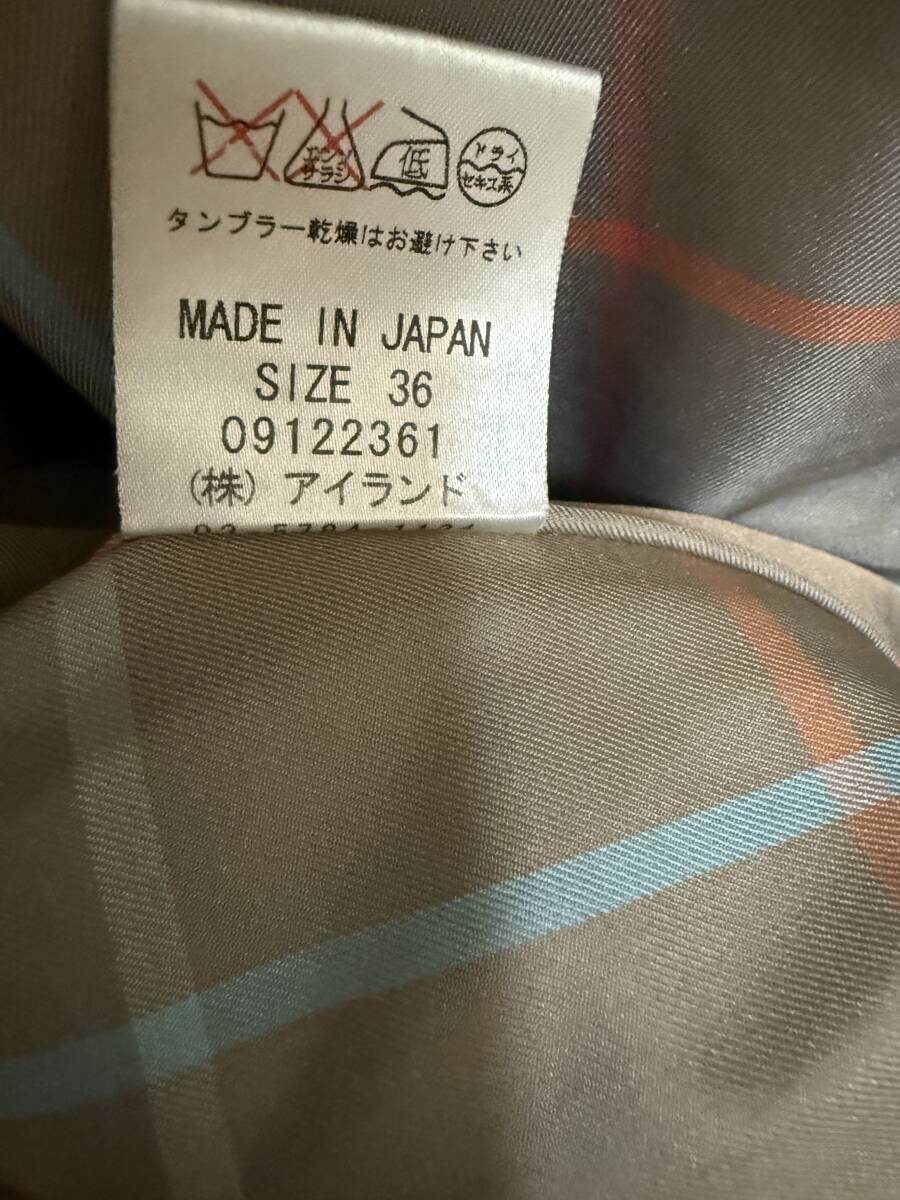 エンソ
サラシ
低
ドライ
セキユ系
タンブラー乾燥はお避け下さい
MADE IN JAPAN
SIZE 36
09122361
(株) アイランド